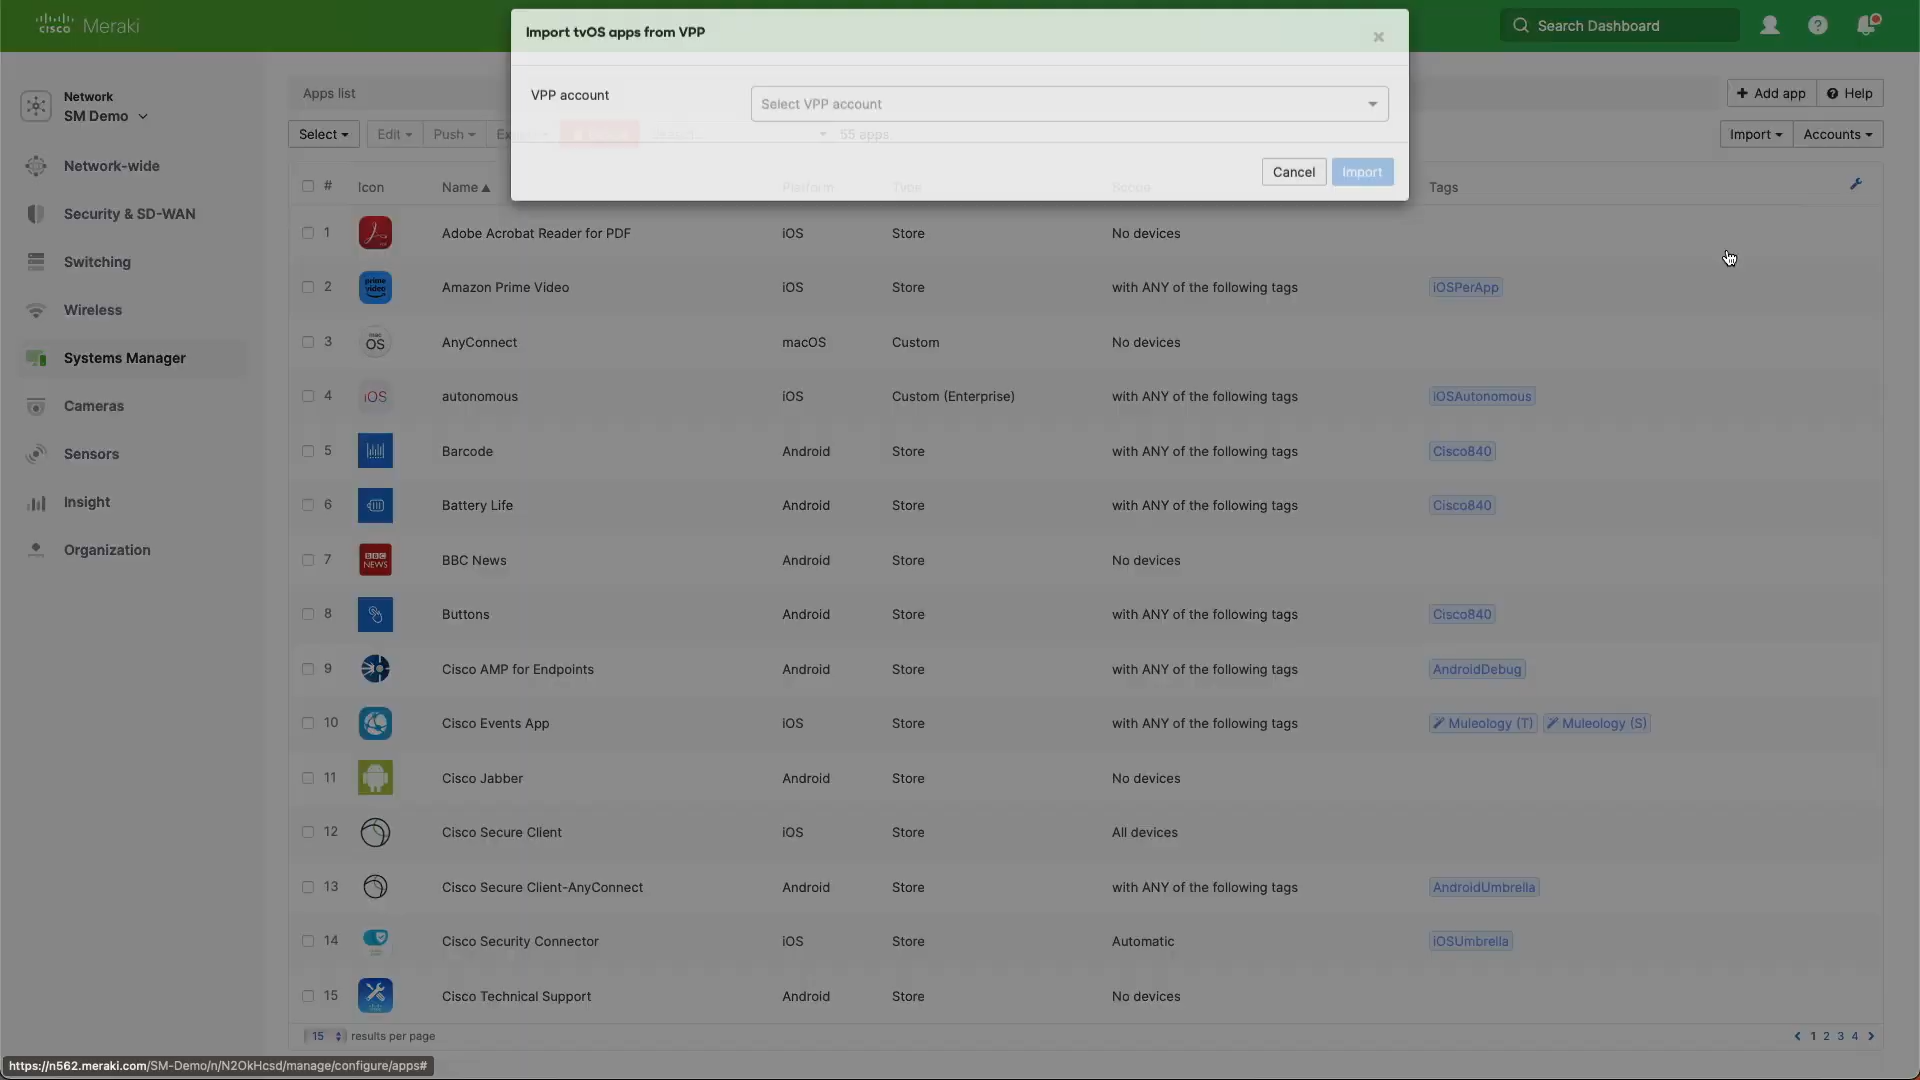 cisco Meraki
Import tvOS apps from VPP
×
Search Dashboard
VPP account
Select VPP account
Cancel
Import
Network
SM Demo
Network-wide
Security & SD-WAN
Switching
Wireless
Systems Manager
Cameras
Sensors
Insight
Organization
Apps list
+ Add app
Help
Select
Edit
Push
55 apps
Import
Accounts
# Icon Name Platform Type Scope Tags
1 Adobe Acrobat Reader for PDF iOS Store No devices
2 prime video Amazon Prime Video iOS Store with ANY of the following tags iOSPerApp
3 mac OS AnyConnect macOS Custom No devices
4 iOS autonomous iOS Custom (Enterprise) with ANY of the following tags iOSAutonomous
5 Barcode Android Store with ANY of the following tags Cisco840
6 Battery Life Android Store with ANY of the following tags Cisco840
7 BBC NEWS BBC News Android Store No devices
8 Buttons Android Store with ANY of the following tags Cisco840
9 Cisco AMP for Endpoints Android Store with ANY of the following tags AndroidDebug
10 Cisco Events App iOS Store with ANY of the following tags Muleology (T) Muleology (S)
11 Cisco Jabber Android Store No devices
12 Cisco Secure Client iOS Store All devices
13 Cisco Secure Client-AnyConnect Android Store with ANY of the following tags AndroidUmbrella
14 Cisco Security Connector iOS Store Automatic iOSUmbrella
15 Cisco Technical Support Android Store No devices
15 results per page
1 2 3 4
https://n562.meraki.com/SM-Demo/n/N2OkHcsd/manage/configure/apps#